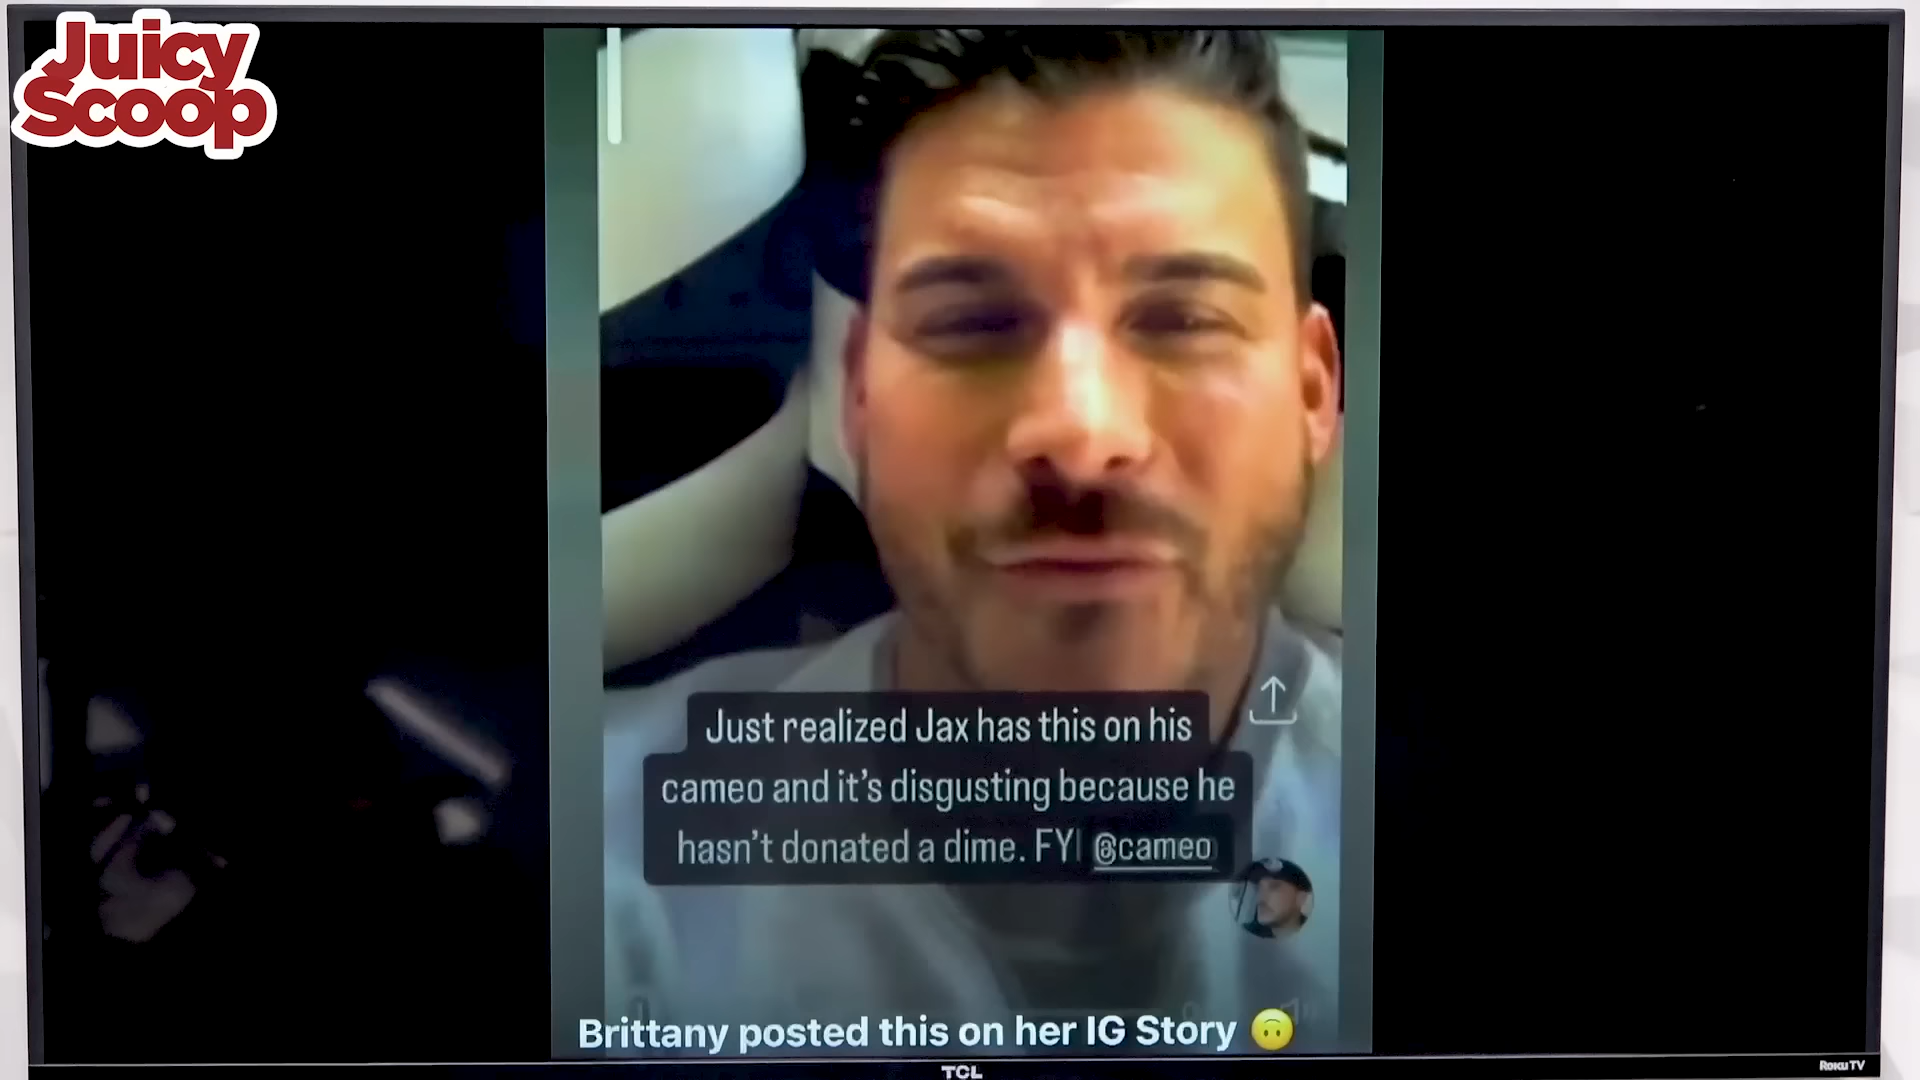 Juicy
Scoop
Just realized Jax has this on his
cameo and it's disgusting because he
hasn't donated a dime. FYI @cameo
Brittany posted this on her IG Story 🙃
TCL
Roku TV